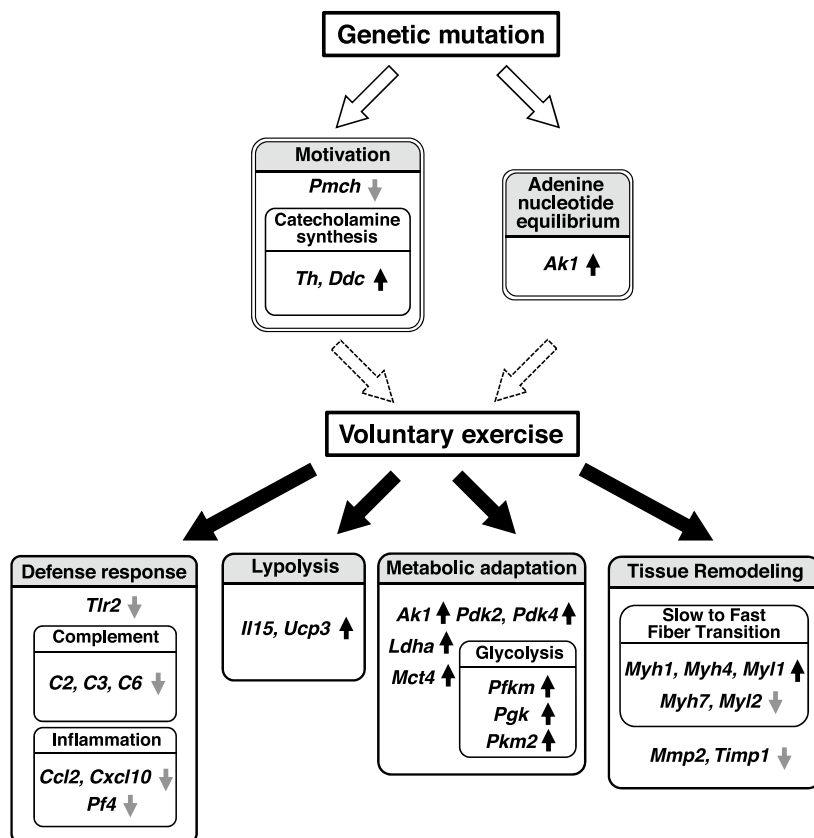 Genetic mutation
Motivation
Pmch
Catecholamine
synthesis
Th, Ddc
Adenine
nucleotide
equilibrium
Ak1
Voluntary exercise
Defense response
Tlr2
Complement
C2, C3, C6
Inflammation
Ccl2, Cxcl10
Pf4
Lypolysis
Il15, Ucp3
Metabolic adaptation
Ak1 Pdk2, Pdk4
Ldha
Mct4
Glycolysis
Pfkm
Pgk
Pkm2
Tissue Remodeling
Slow to Fast
Fiber Transition
Myh1, Myh4, Myl1
Myh7, Myl2
Mmp2, Timp1